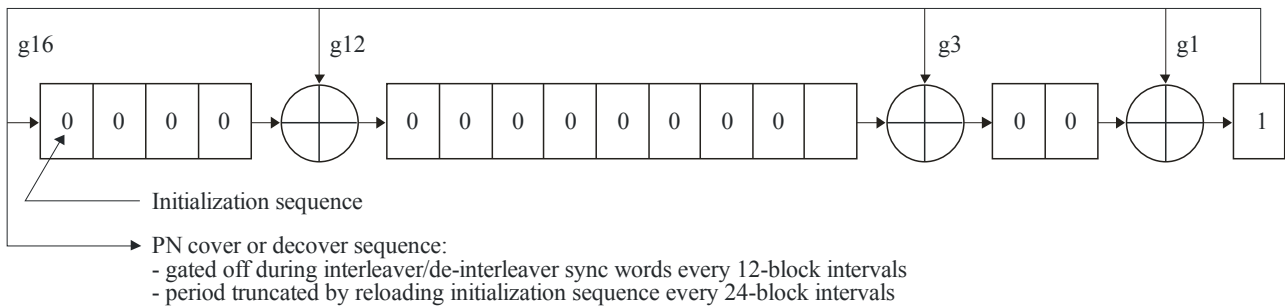 g16 g12 g3 g1
0 0 0 0 0 0 0 0 0 0 0 0 0 0 1
Initialization sequence
PN cover or decover sequence:
- gated off during interleaver/de-interleaver sync words every 12-block intervals
- period truncated by reloading initialization sequence every 24-block intervals